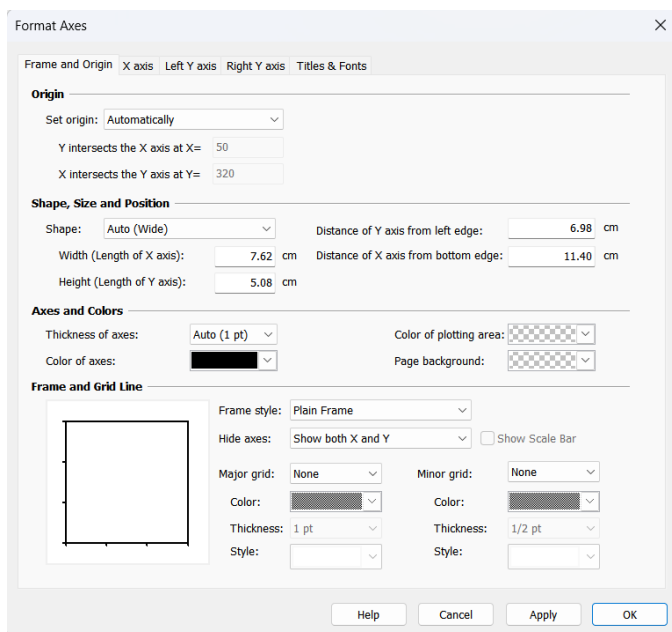 Format Axes
Frame and Origin X axis Left Y axis Right Y axis Titles & Fonts
Origin
Set origin: Automatically
Y intersects the X axis at X= 50
X intersects the Y axis at Y= 320
Shape, Size and Position
Shape: Auto (Wide) Distance of Y axis from left edge: 6.98 cm
Width (Length of X axis): 7.62 cm Distance of X axis from bottom edge: 11.40 cm
Height (Length of Y axis): 5.08 cm
Axes and Colors
Thickness of axes: Auto (1 pt) Color of plotting area:
Color of axes: Page background:
Frame and Grid Line
Frame style: Plain Frame
Hide axes: Show both X and Y Show Scale Bar
Major grid: None Minor grid: None
Color: Color:
Thickness: 1 pt Thickness: 1/2 pt
Style: Style:
Help Cancel Apply OK